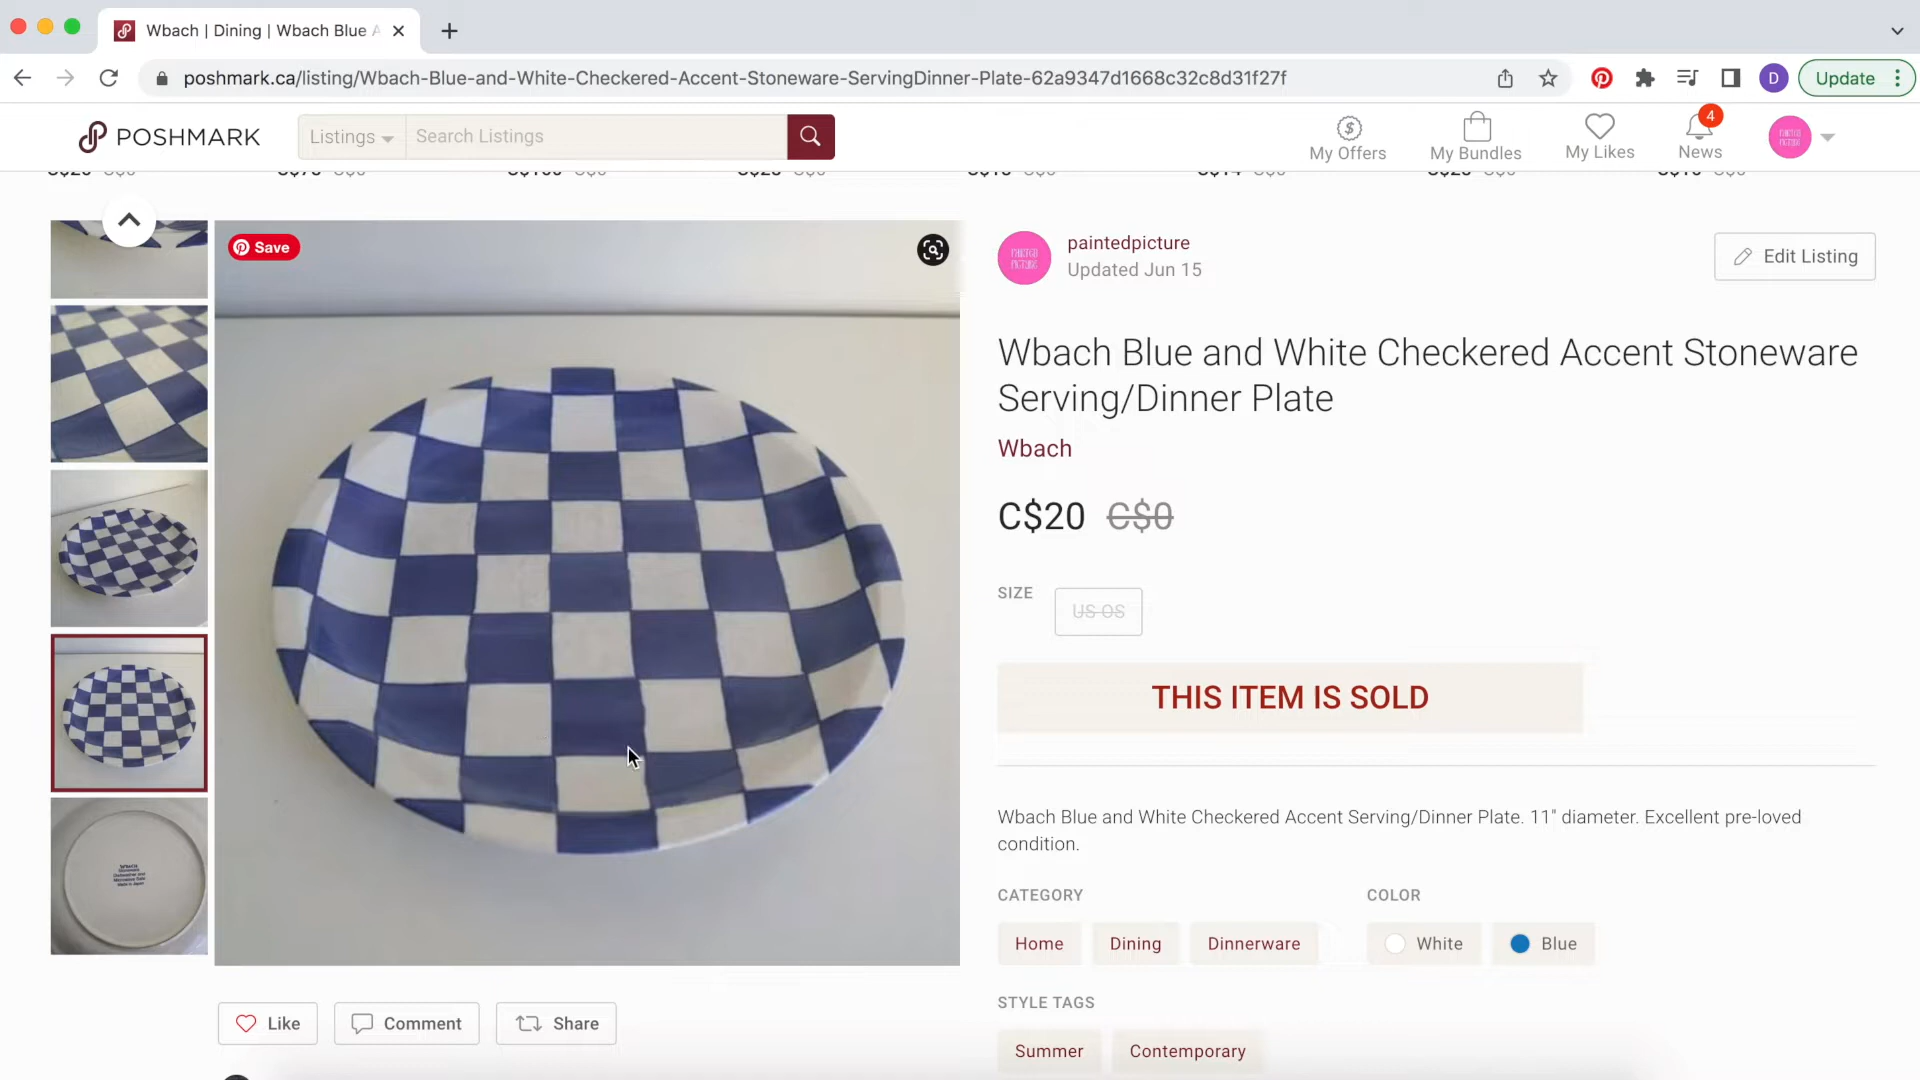 Wbach | Dining | Wbach Blue A
poshmark.ca/listing/Wbach-Blue-and-White-Checkered-Accent-Stoneware-ServingDinner-Plate-62a9347d1668c32c8d31f27f
D
Update
POSHMARK
Listings
Search Listings
My Offers
My Bundles
My Likes
4
News
Save
paintedpicture
Updated Jun 15
Edit Listing
Wbach Blue and White Checkered Accent Stoneware
Serving/Dinner Plate
Wbach
C$20 C$0
SIZE
US OS
THIS ITEM IS SOLD
Wbach Blue and White Checkered Accent Serving/Dinner Plate. 11" diameter. Excellent pre-loved
condition.
CATEGORY
COLOR
Home
Dining
Dinnerware
White
Blue
STYLE TAGS
Summer
Contemporary
Like
Comment
Share